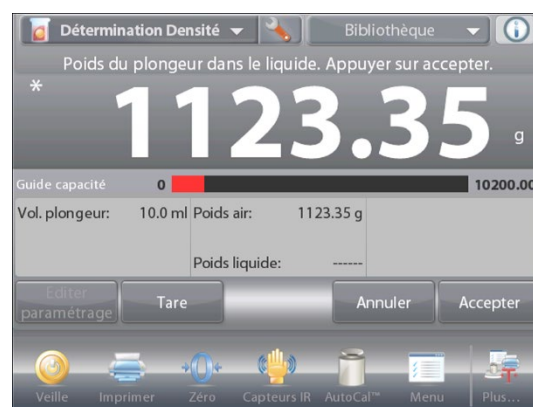 Détermination Densité Bibliothèque
Poids du plongeur dans le liquide. Appuyer sur accepter.
* 1123.35 g
Guide capacité 0 10200.00
Vol. plongeur: 10.0 ml Poids air: 1123.35 g
Poids liquide: ------
Editer paramétrage Tare Annuler Accepter
Veille Imprimer Zéro Capteurs IR AutoCal™ Menu Plus...